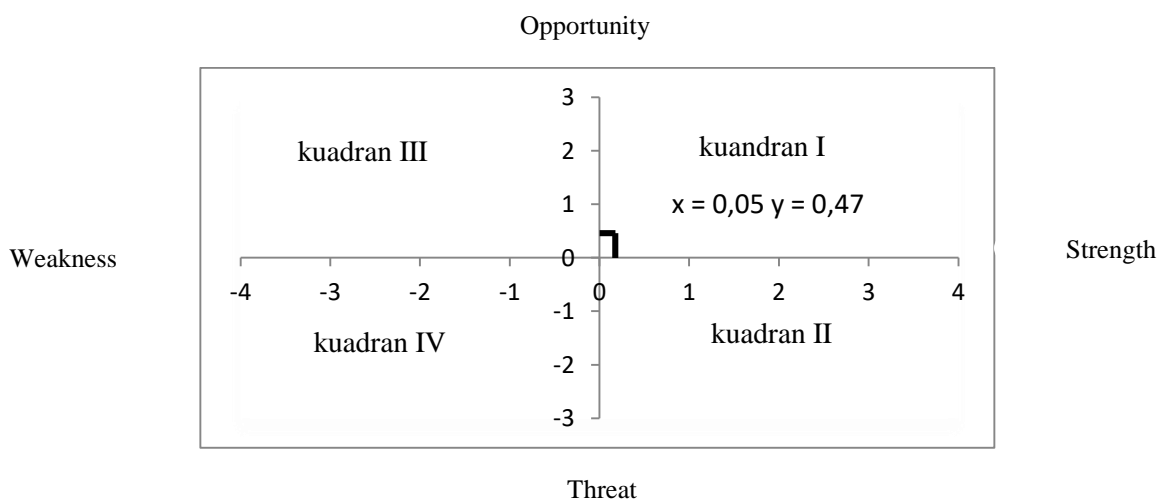 Opportunity
3
kuadran III
2
kuandran I
1
x = 0,05 y = 0,47
Weakness
0
Strength
-4 -3 -2 -1 0 1 2 3 4
-1
kuadran IV
kuadran II
-2
-3
Threat